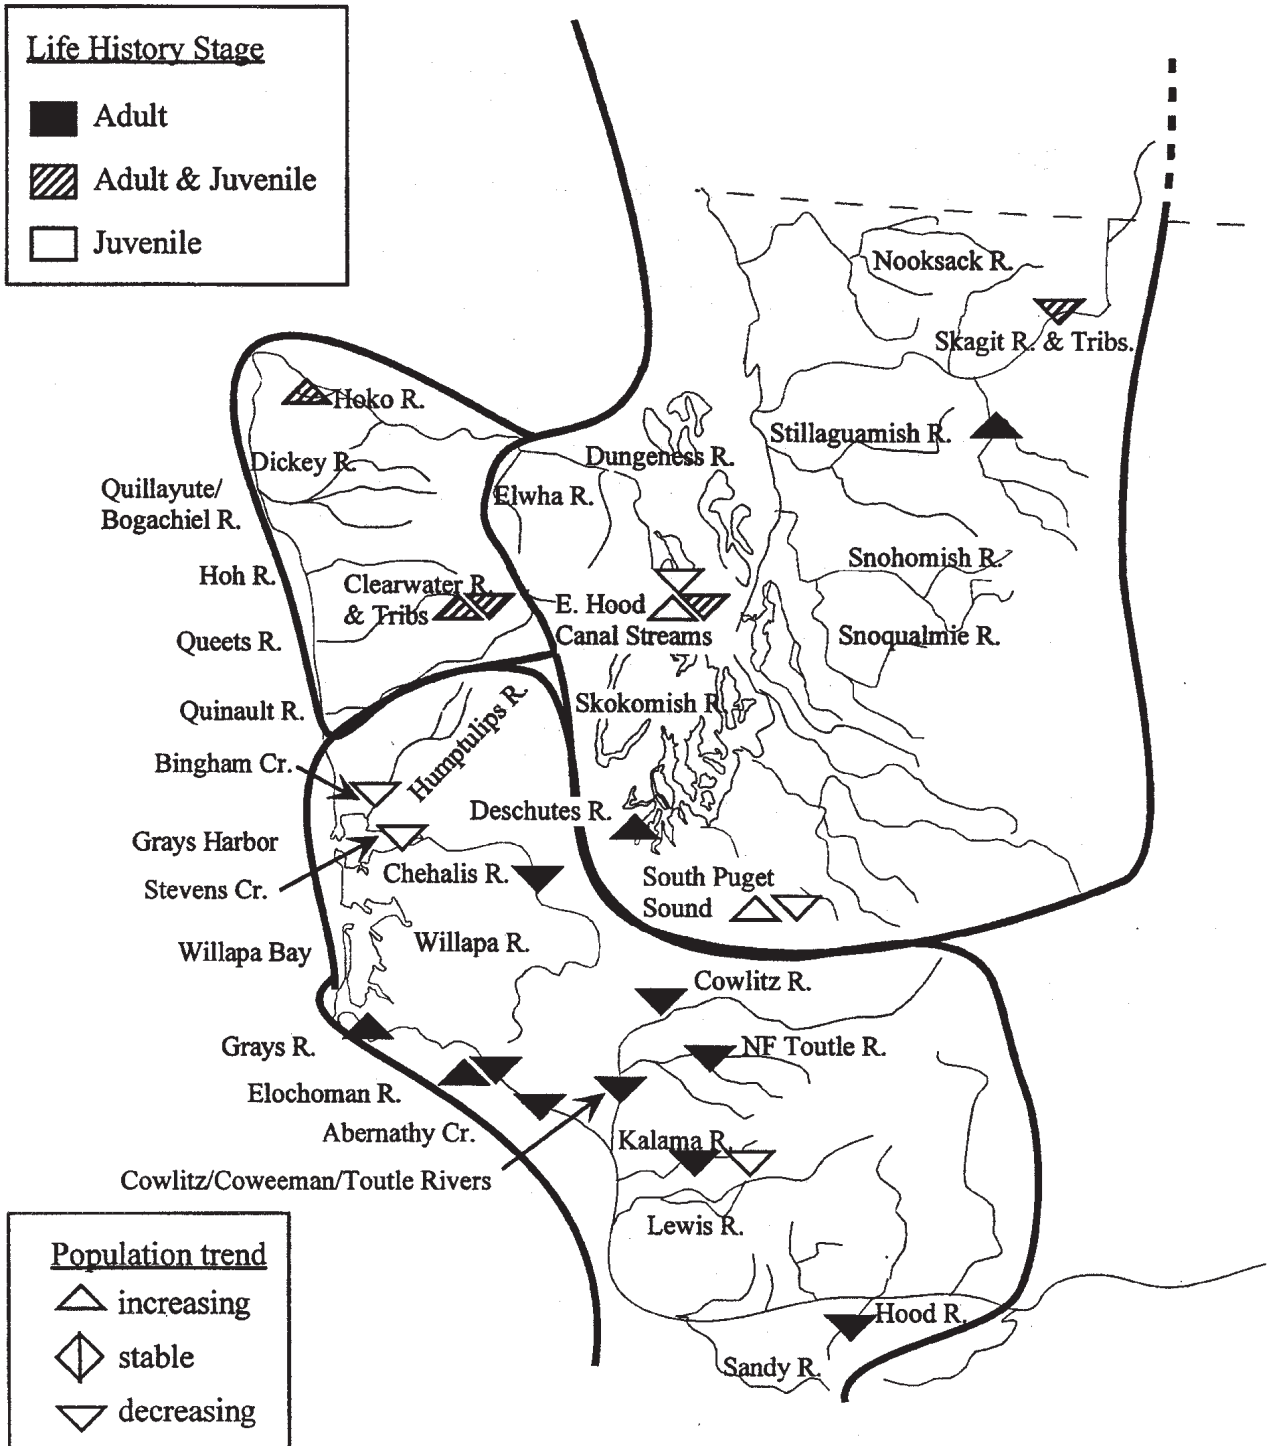 Life History Stage
Adult
Adult & Juvenile
Juvenile
Nooksack R.
Skagit R. & Tribs.
Hoko R.
Stillaguamish R.
Dungeness R.
Dickey R.
Elwha R.
Quillayute/
Bogachiel R.
Snohomish R.
Hoh R.
Clearwater R.
& Tribs
E. Hood
Canal Streams
Queets R.
Snoqualmie R.
Quinault R.
Humptulips R.
Skokomish R.
Bingham Cr.
Deschutes R.
Grays Harbor
Stevens Cr.
Chehalis R.
South Puget
Sound
Willapa Bay
Willapa R.
Cowlitz R.
Grays R.
NF Toutle R.
Elochoman R.
Abernathy Cr.
Kalama R.
Cowlitz/Coweeman/Toutle Rivers
Lewis R.
Hood R.
Sandy R.
Population trend
increasing
stable
decreasing